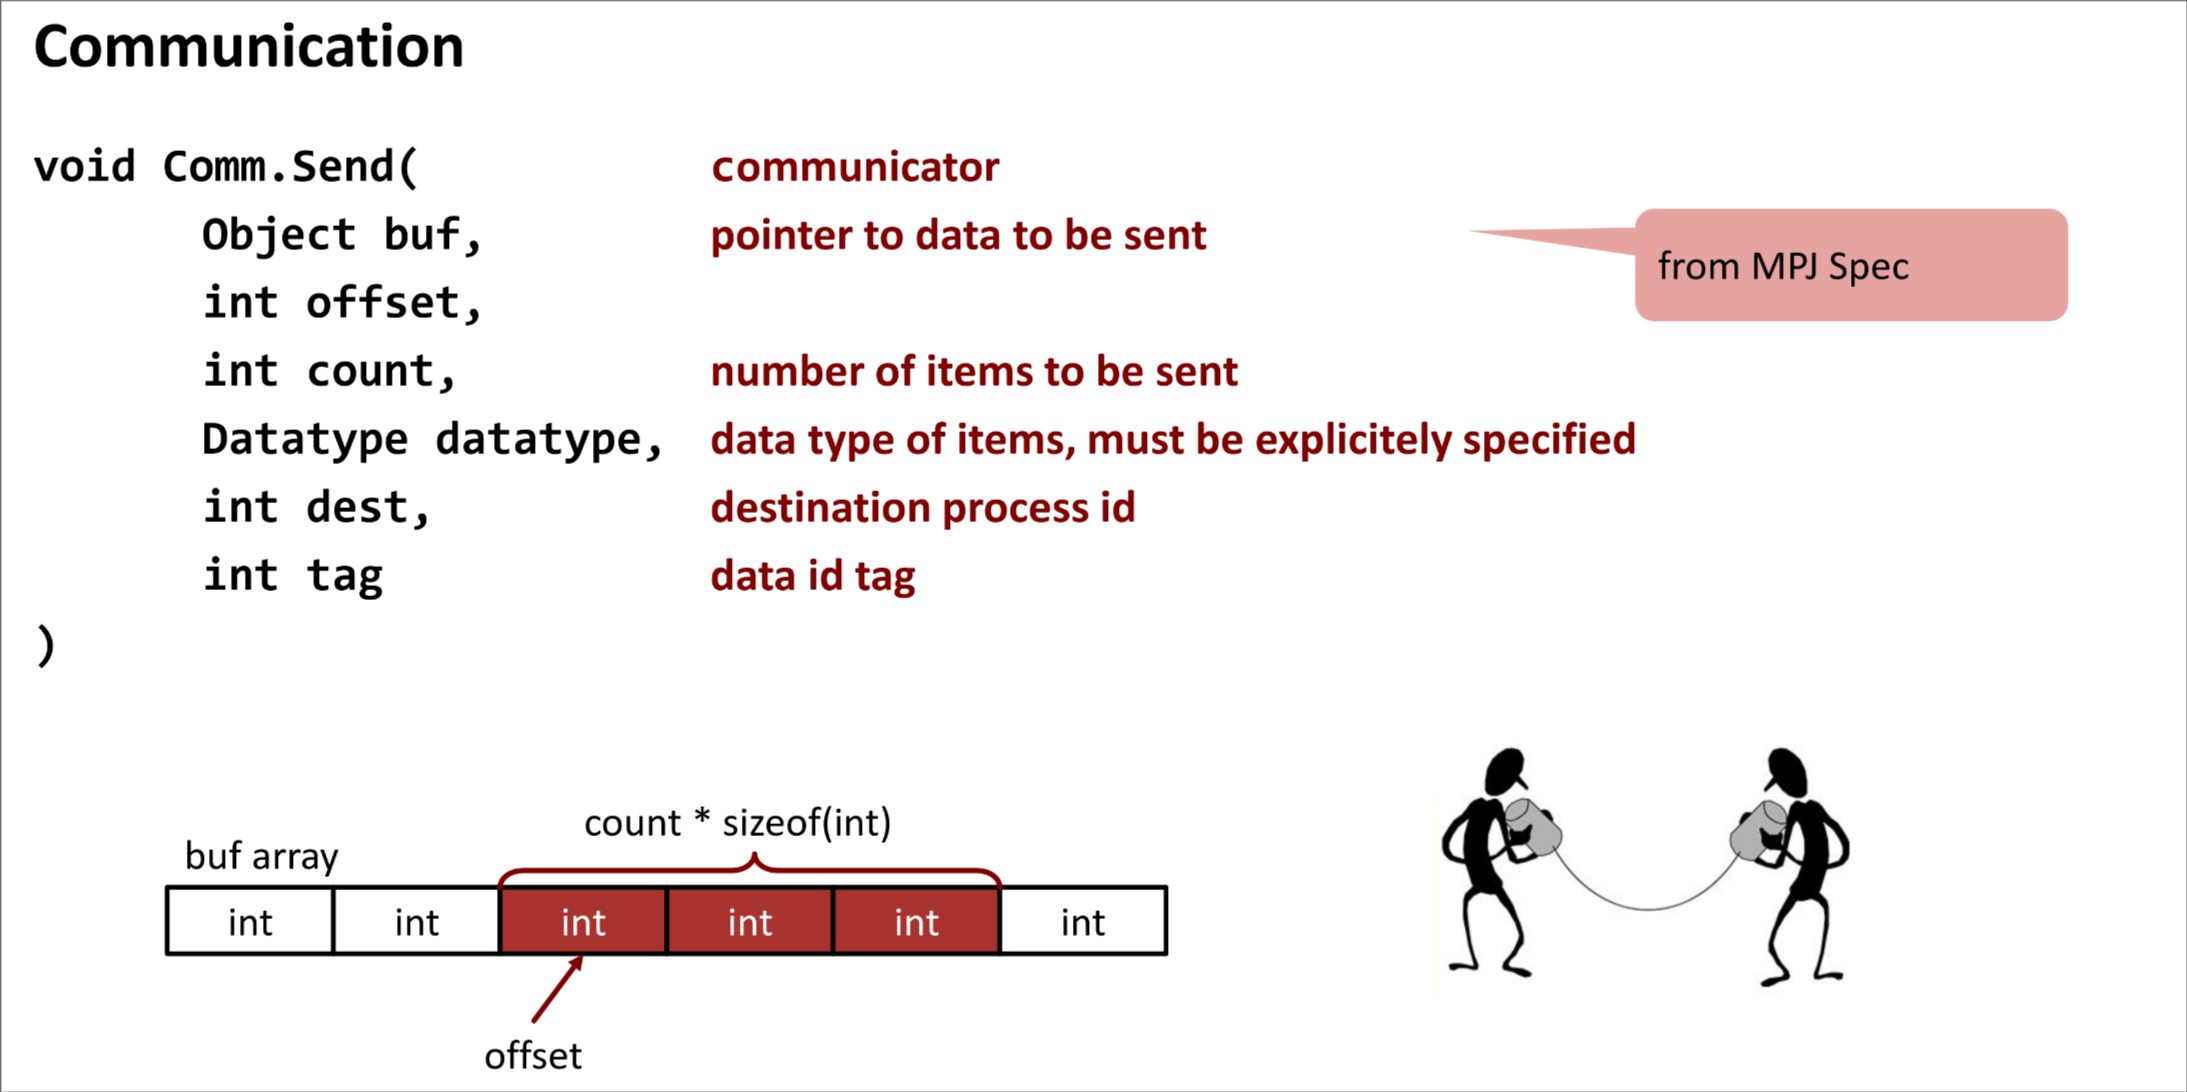 Communication
void Comm.Send( communicator
Object buf, pointer to data to be sent
from MPJ Spec
int offset,
int count, number of items to be sent
Datatype datatype, data type of items, must be explicitely specified
int dest, destination process id
int tag data id tag
)
count * sizeof(int)
buf array
int int int int int int
offset